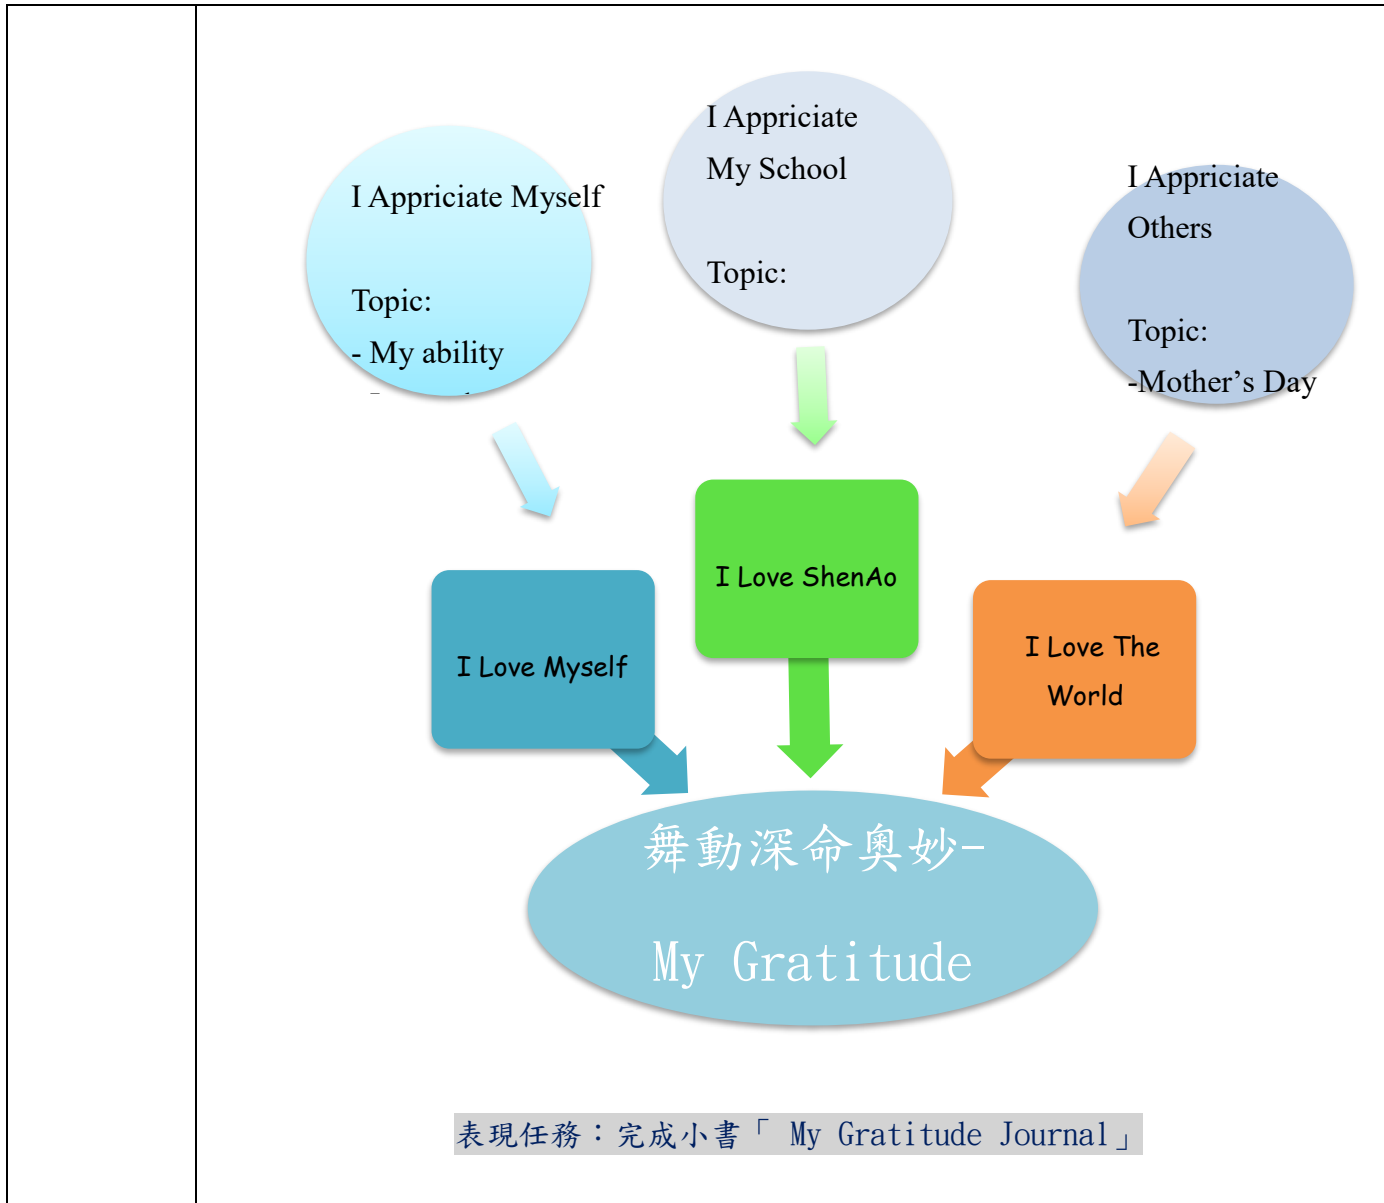 I Appriciate Myself
Topic:
- My ability
I Appriciate
My School
Topic:
I Appriciate
Others
Topic:
-Mother’s Day
I Love Myself
I Love ShenAo
I Love The
World
舞動深命奧妙-
My Gratitude
表現任務：完成小書「 My Gratitude Journal」